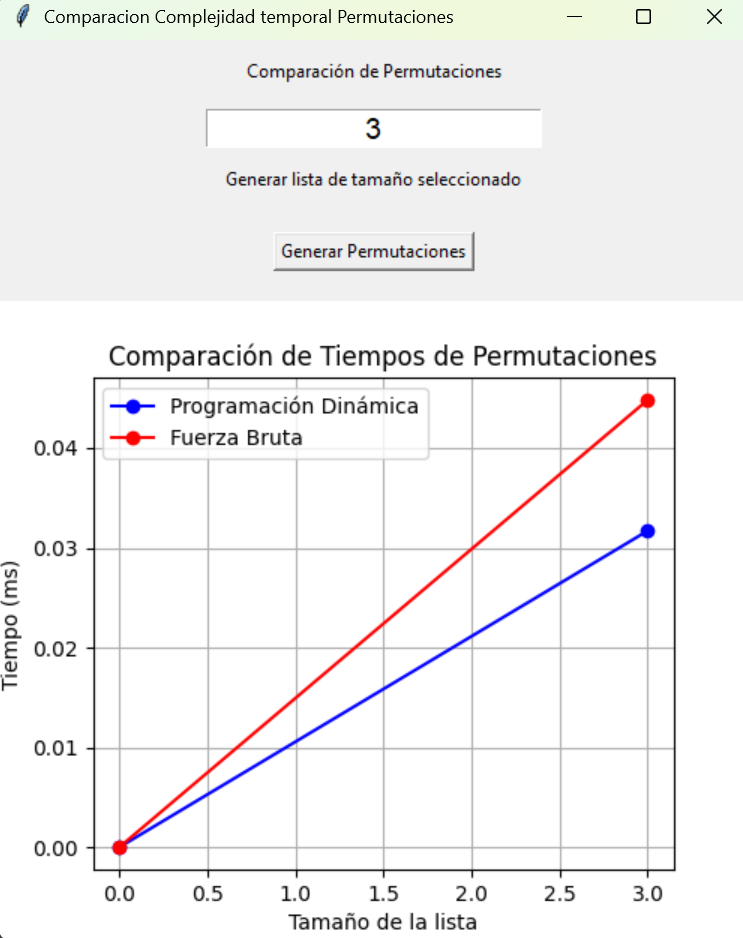 Comparacion Complejidad temporal Permutaciones
Comparación de Permutaciones
3
Generar lista de tamaño seleccionado
Generar Permutaciones
Comparación de Tiempos de Permutaciones
Programación Dinámica
Fuerza Bruta
0.04
0.03
0.02
0.01
0.00
Tiempo (ms)
0.0 0.5 1.0 1.5 2.0 2.5 3.0
Tamaño de la lista